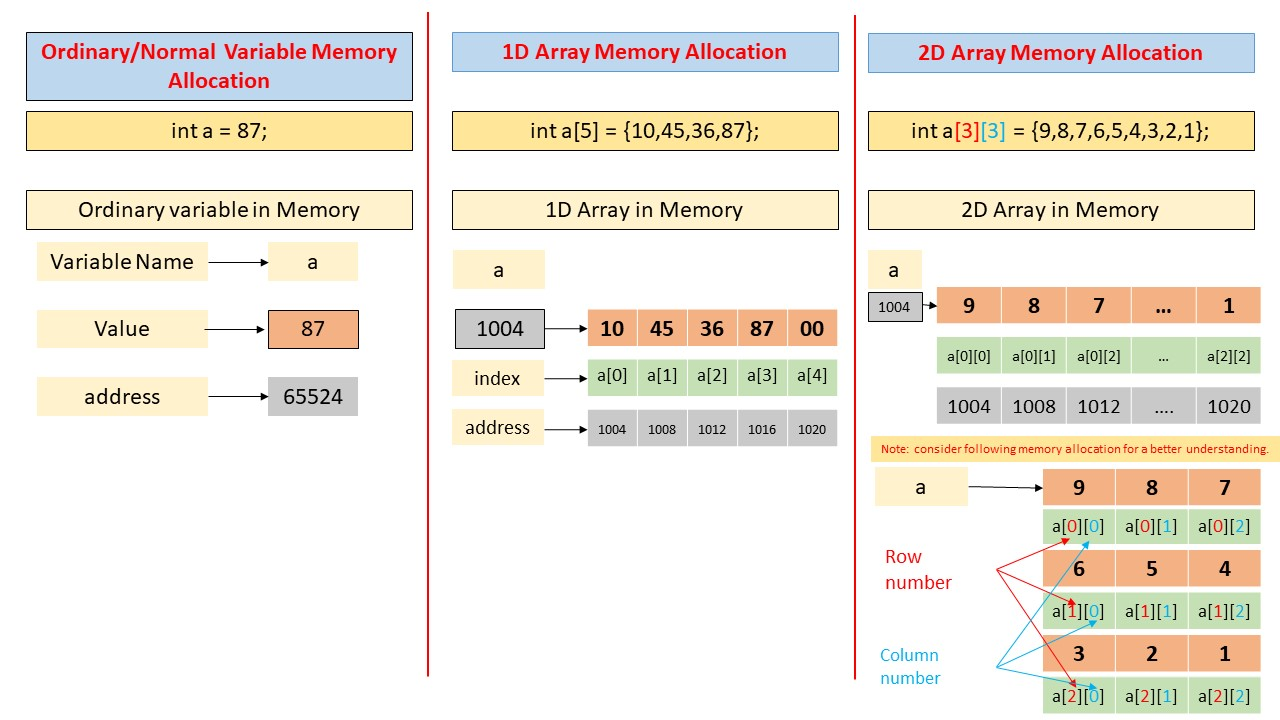 Ordinary/Normal Variable Memory
Allocation
int a = 87;
Ordinary variable in Memory
Variable Name a
Value 87
address 65524
1D Array Memory Allocation
int a[5] = {10,45,36,87};
1D Array in Memory
a
1004 10 45 36 87 00
index a[0] a[1] a[2] a[3] a[4]
address 1004 1008 1012 1016 1020
2D Array Memory Allocation
int a[3][3] = {9,8,7,6,5,4,3,2,1};
2D Array in Memory
a
1004 9 8 7 ... 1
a[0][0] a[0][1] a[0][2] ... a[2][2]
1004 1008 1012 .... 1020
Note: consider following memory allocation for a better understanding.
a 9 8 7
a[0][0] a[0][1] a[0][2]
Row
number
6 5 4
a[1][0] a[1][1] a[1][2]
Column
number
3 2 1
a[2][0] a[2][1] a[2][2]